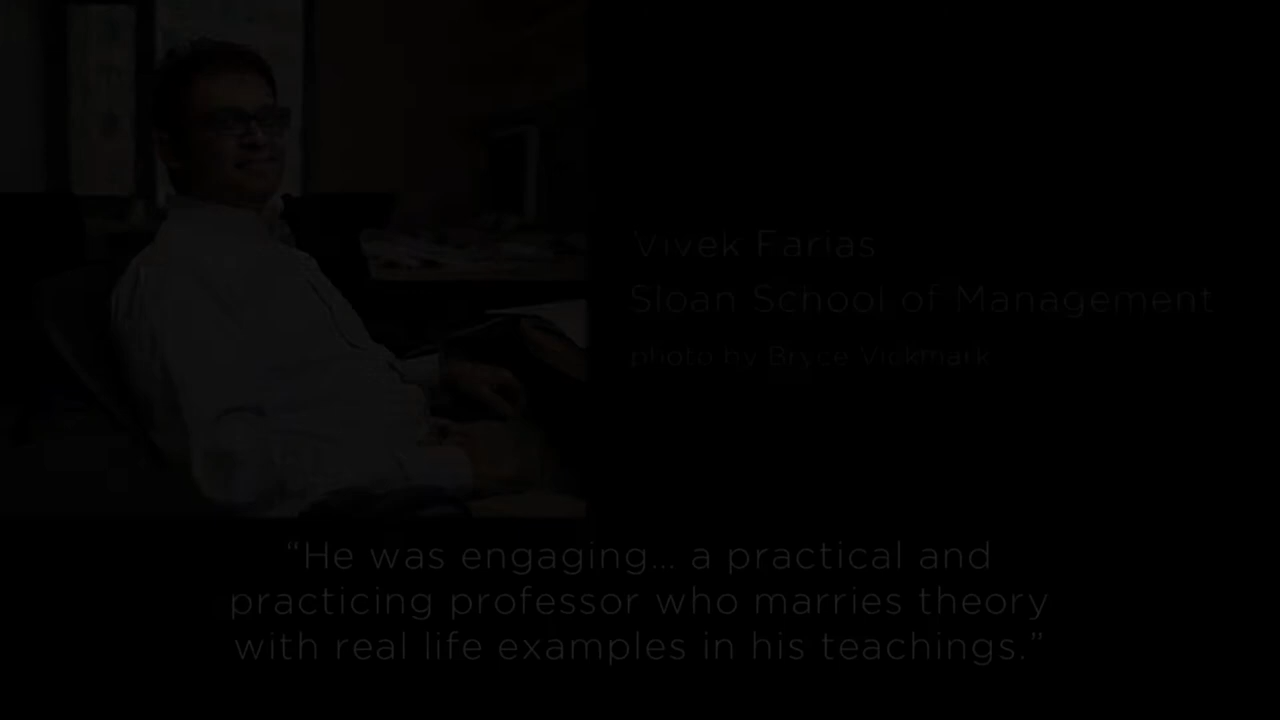 Vivek Farias
Sloan School of Management
photo by Bryce Vickmark
“He was engaging... a practical and
practicing professor who marries theory
with real life examples in his teachings.”